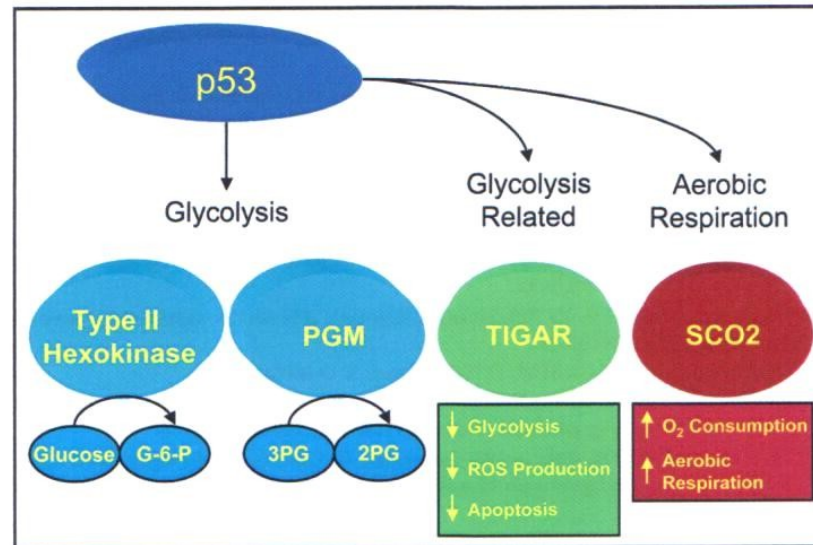 p53
Glycolysis
Glycolysis
Related
Aerobic
Respiration
Type II
Hexokinase
PGM
TIGAR
SCO2
Glucose
G-6-P
3PG
2PG
↓ Glycolysis
↓ ROS Production
↓ Apoptosis
↑ O₂ Consumption
↑ Aerobic
Respiration